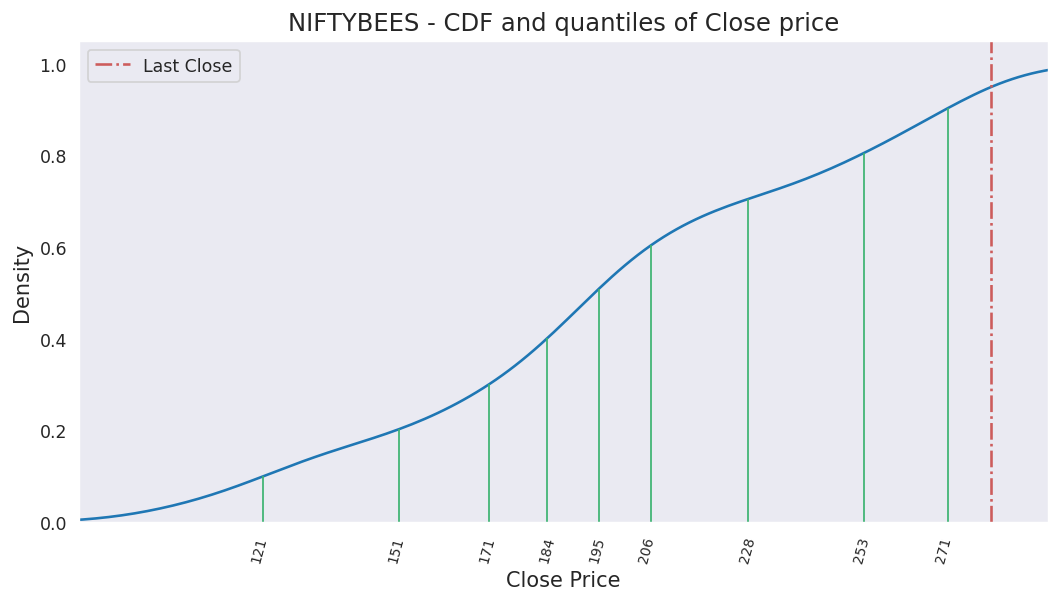 NIFTYBEES - CDF and quantiles of Close price
Last Close
Density
1.0
0.8
0.6
0.4
0.2
0.0
121 151 171 184 195 206 228 253 271
Close Price